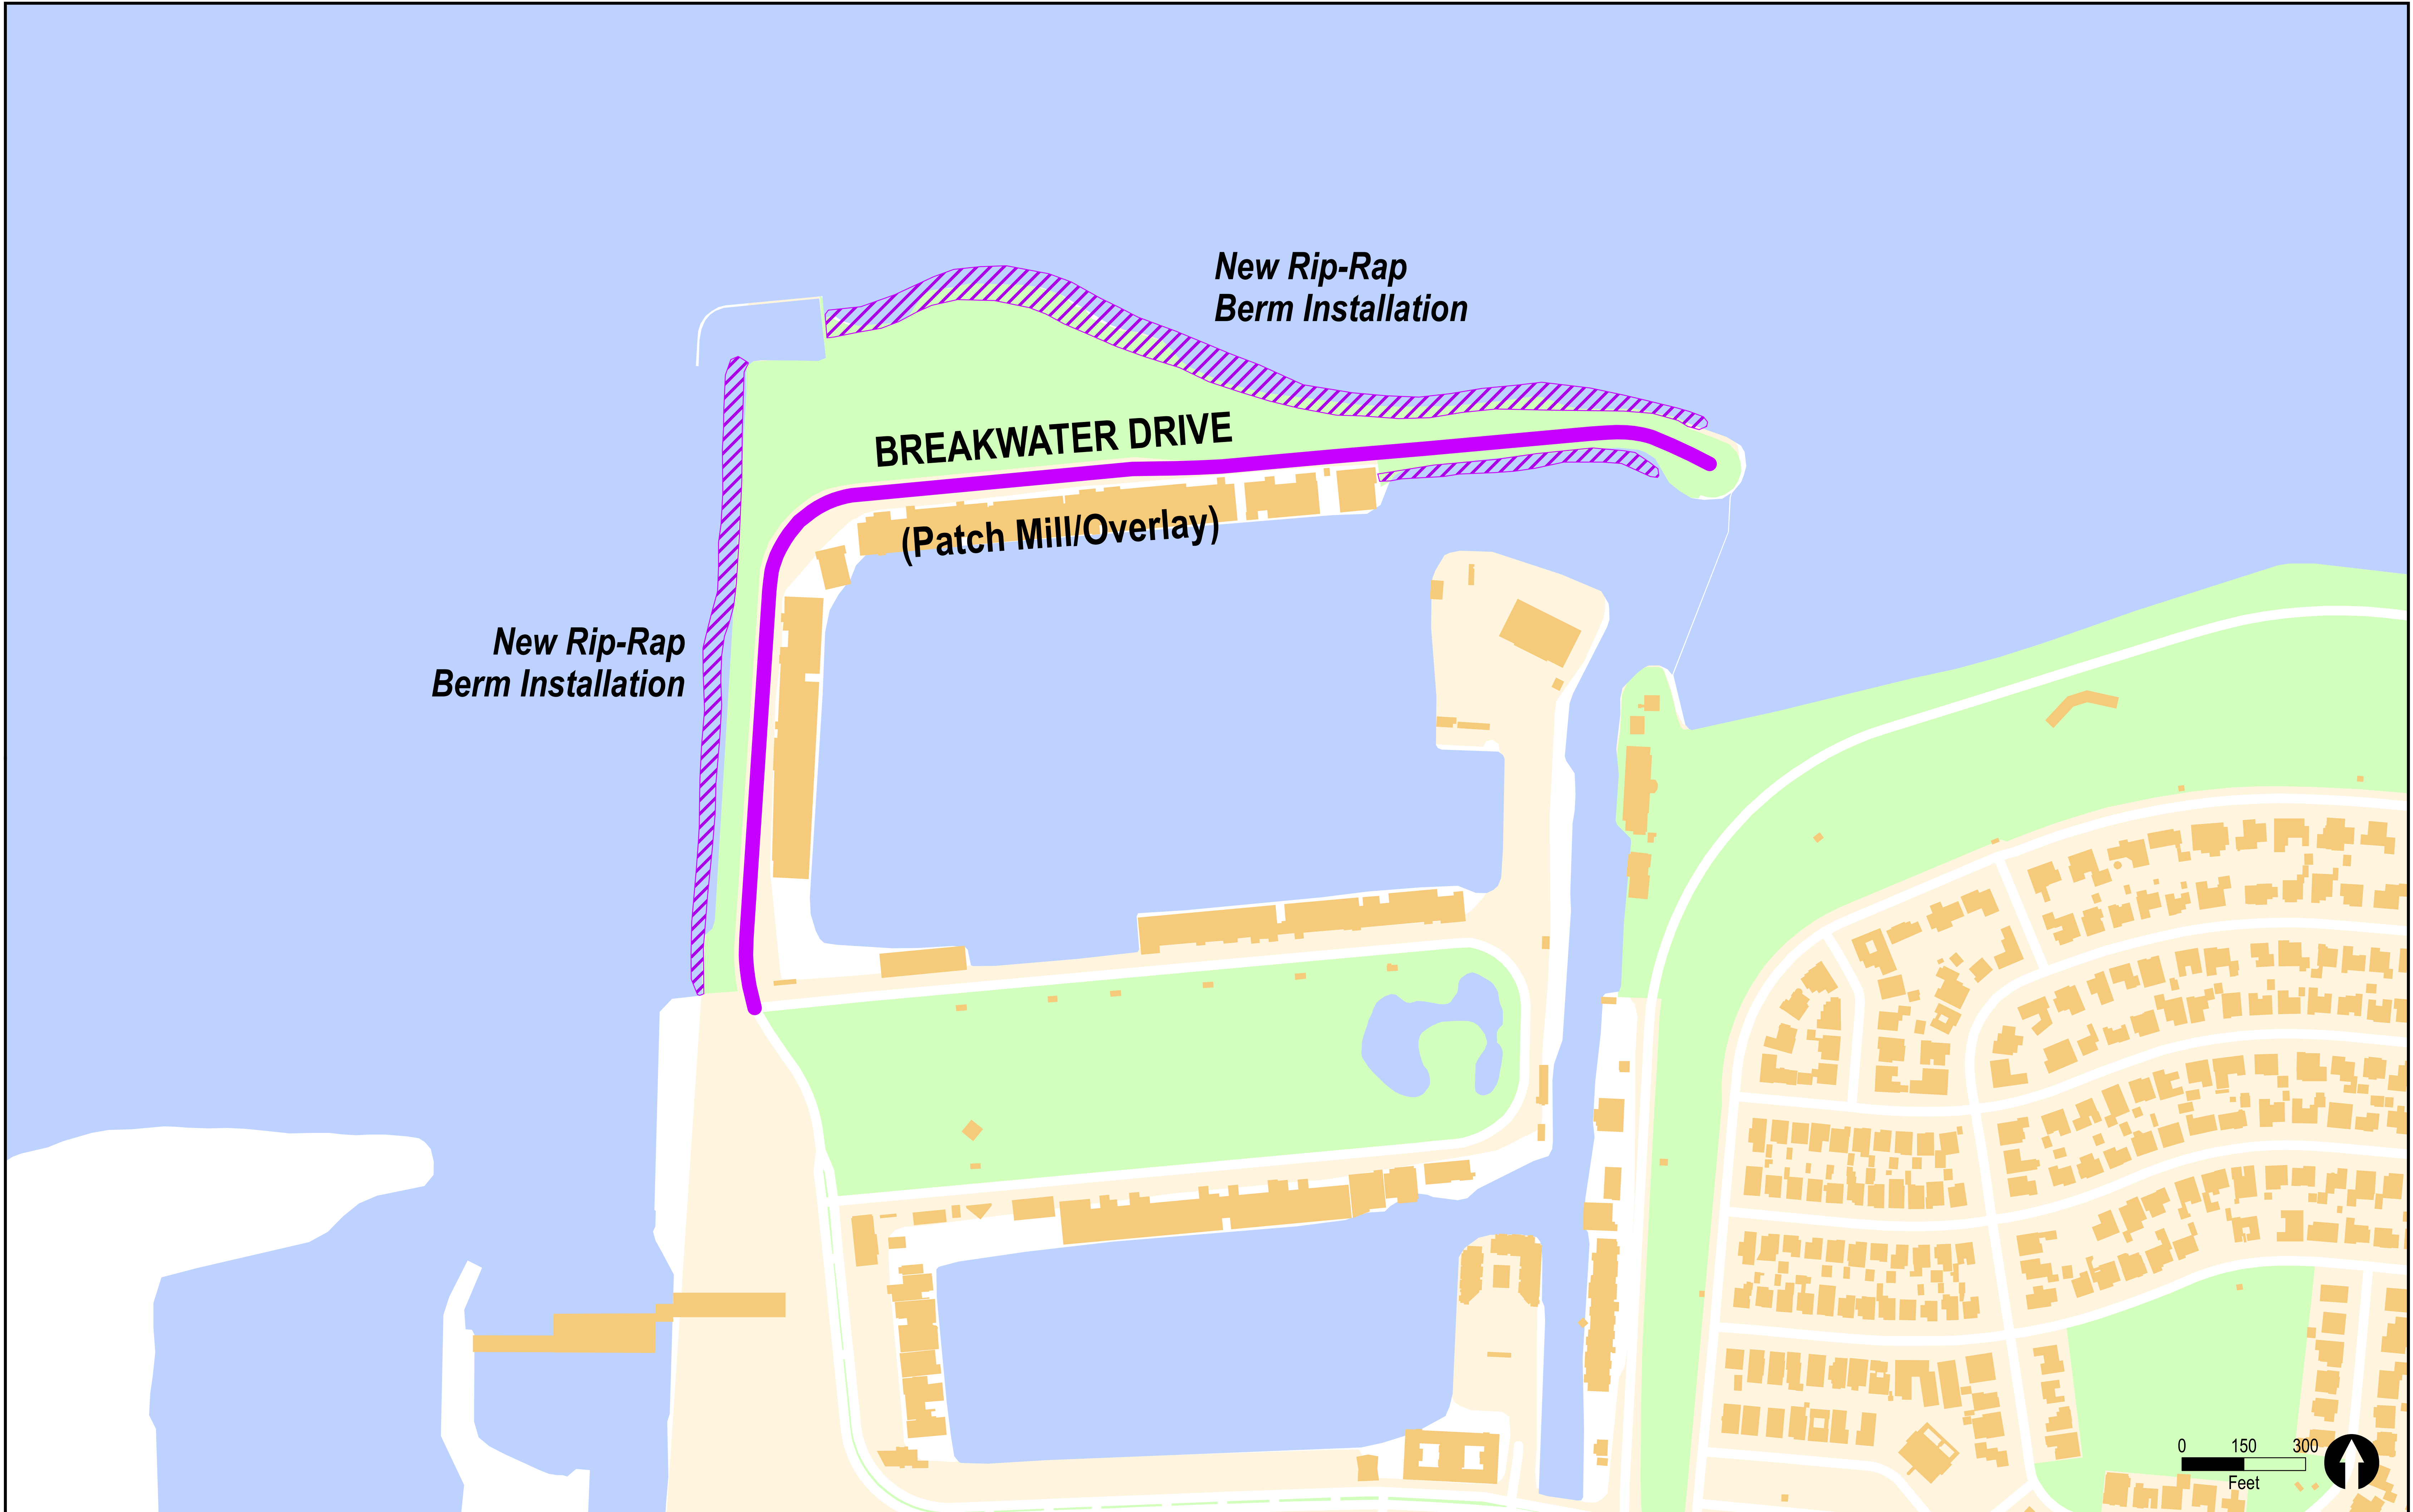 New Rip-Rap
Berm Installation
BREAKWATER DRIVE
(Patch Mill/Overlay)
New Rip-Rap
Berm Installation
0 150 300
Feet